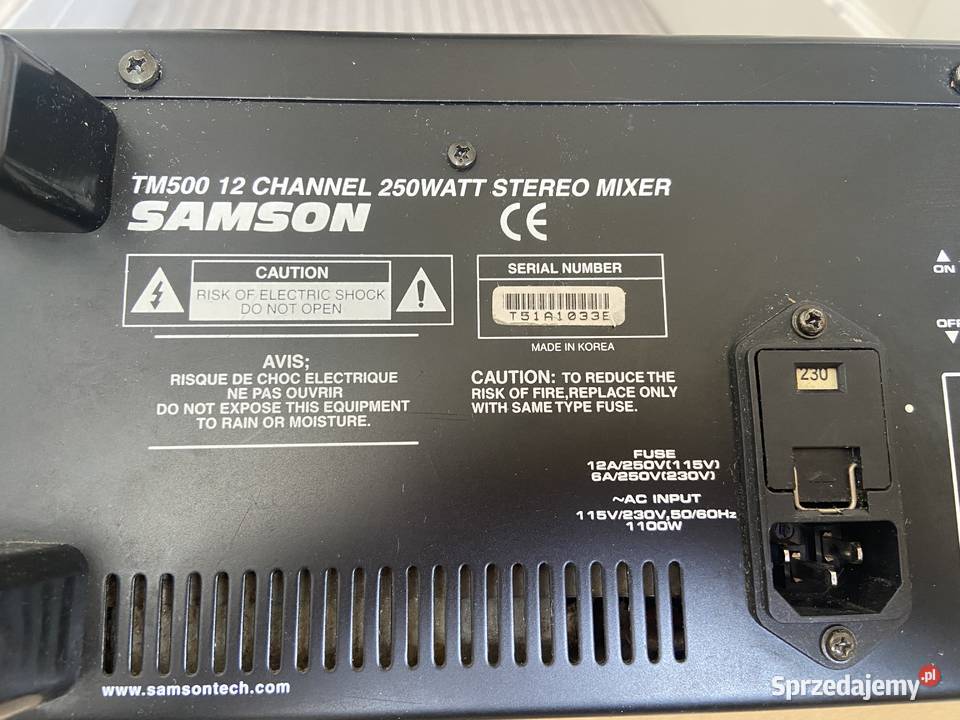 TM500 12 CHANNEL 250WATT STEREO MIXER
SAMSON
CE
CAUTION
RISK OF ELECTRIC SHOCK
DO NOT OPEN
AVIS;
RISQUE DE CHOC ELECTRIQUE
NE PAS OUVRIR
DO NOT EXPOSE THIS EQUIPMENT
TO RAIN OR MOISTURE.
SERIAL NUMBER
T51A1033E
MADE IN KOREA
CAUTION: TO REDUCE THE
RISK OF FIRE,REPLACE ONLY
WITH SAME TYPE FUSE.
FUSE
12A/250V(115V)
6A/250V(230V)
~AC INPUT
115V/230V,50/60Hz
1100W
230
ON
OFF
www.samsontech.com
Sprzedajemy.pl